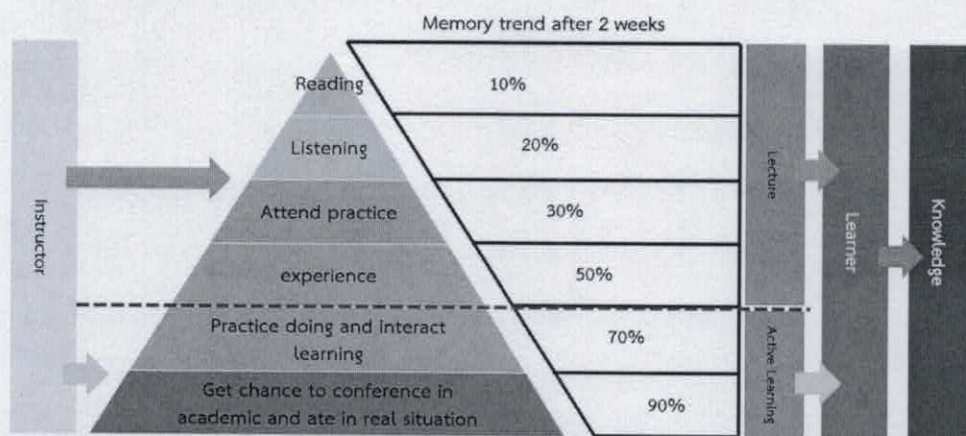 Memory trend after 2 weeks
Instructor
Reading
10%
Listening
20%
Attend practice
30%
experience
50%
Practice doing and interact
learning
70%
Get chance to conference in
academic and ate in real situation
90%
Lecture
Active Learning
Learner
Knowledge